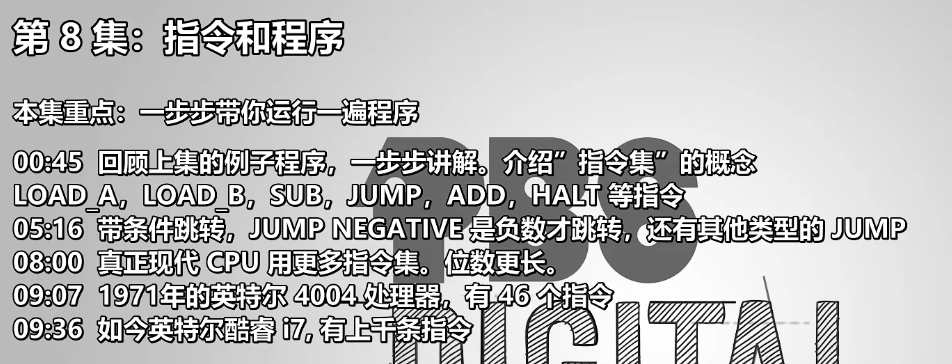 第 8 集：指令和程序
本集重点：一步步带你运行一遍程序
00:45 回顾上集的例子程序，一步步讲解。介绍”指令集”的概念
LOAD_A，LOAD_B，SUB，JUMP，ADD，HALT 等指令
05:16 带条件跳转，JUMP NEGATIVE 是负数才跳转，还有其他类型的 JUMP
08:00 真正现代 CPU 用更多指令集。位数更长。
09:07 1971年的英特尔 4004 处理器，有 46 个指令
09:36 如今英特尔酷睿 i7, 有上千条指令
DIGITAL